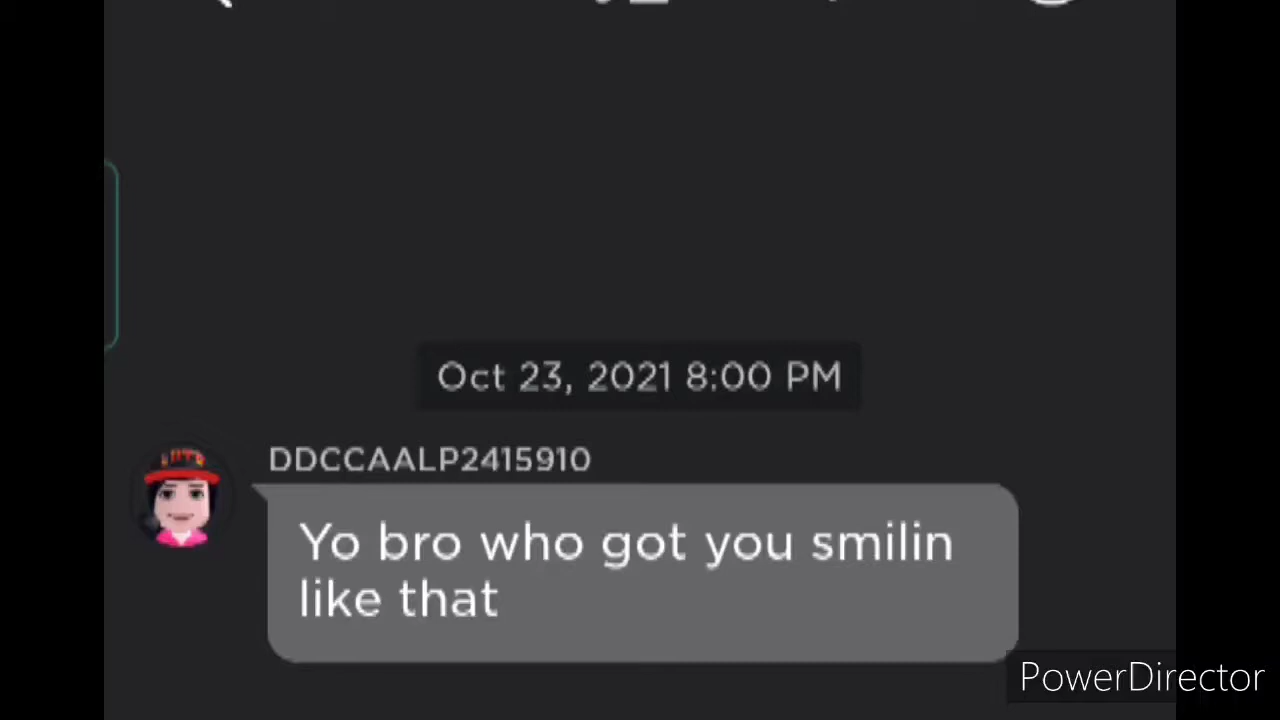 Oct 23, 2021 8:00 PM
DDCCAALP2415910
Yo bro who got you smilin
like that
PowerDirector